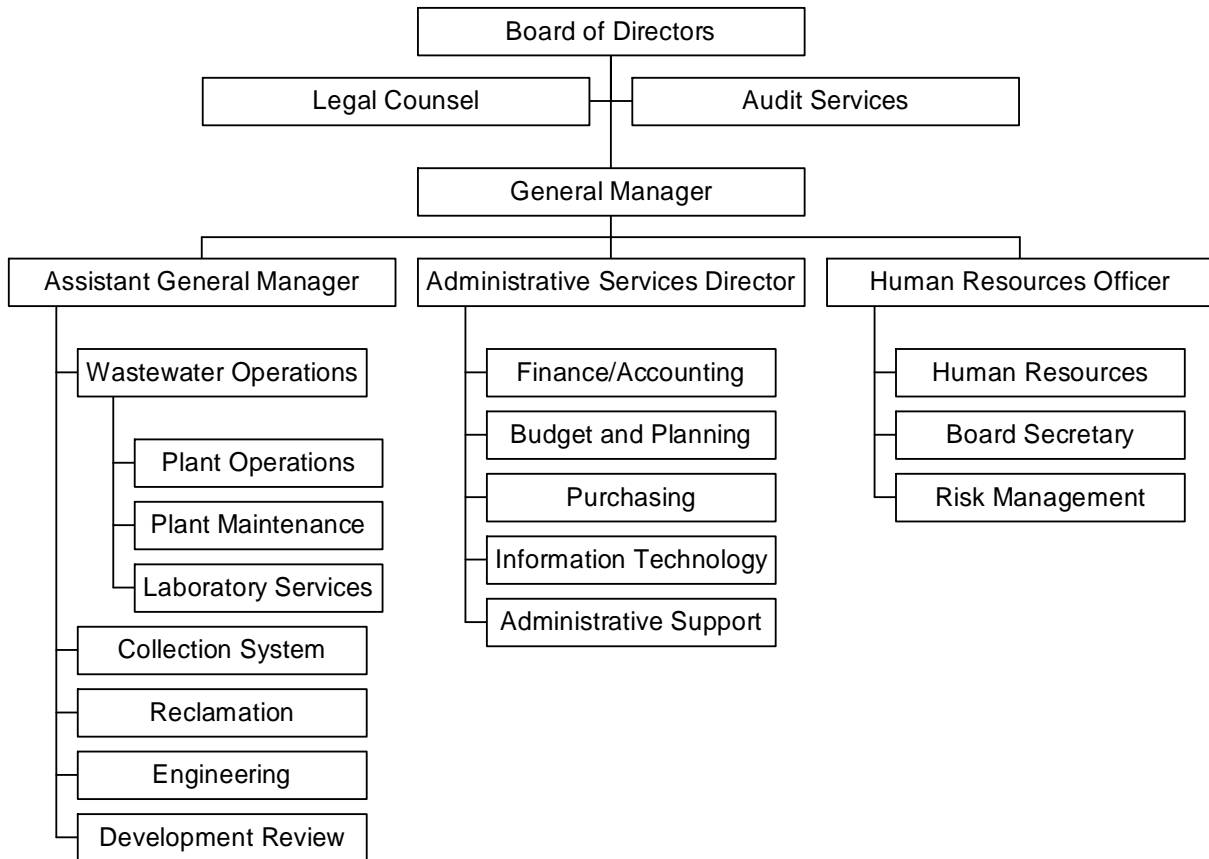 Board of Directors
Legal Counsel
Audit Services
General Manager
Assistant General Manager
Administrative Services Director
Human Resources Officer
Wastewater Operations
Plant Operations
Plant Maintenance
Laboratory Services
Collection System
Reclamation
Engineering
Development Review
Finance/Accounting
Budget and Planning
Purchasing
Information Technology
Administrative Support
Human Resources
Board Secretary
Risk Management